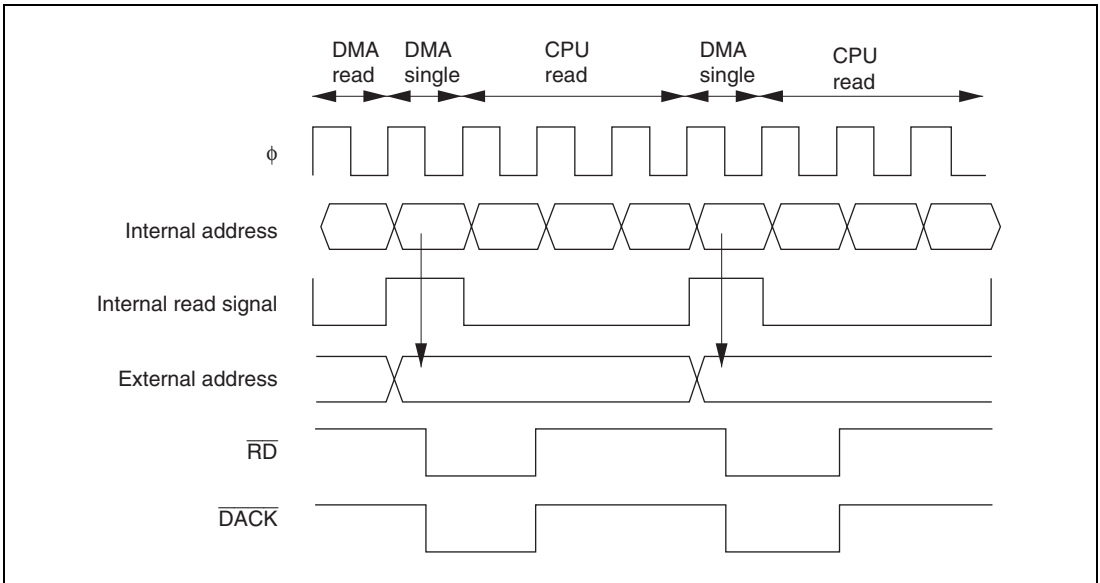 DMA read
DMA single
CPU read
DMA single
CPU read
ϕ
Internal address
Internal read signal
External address
RD
DACK